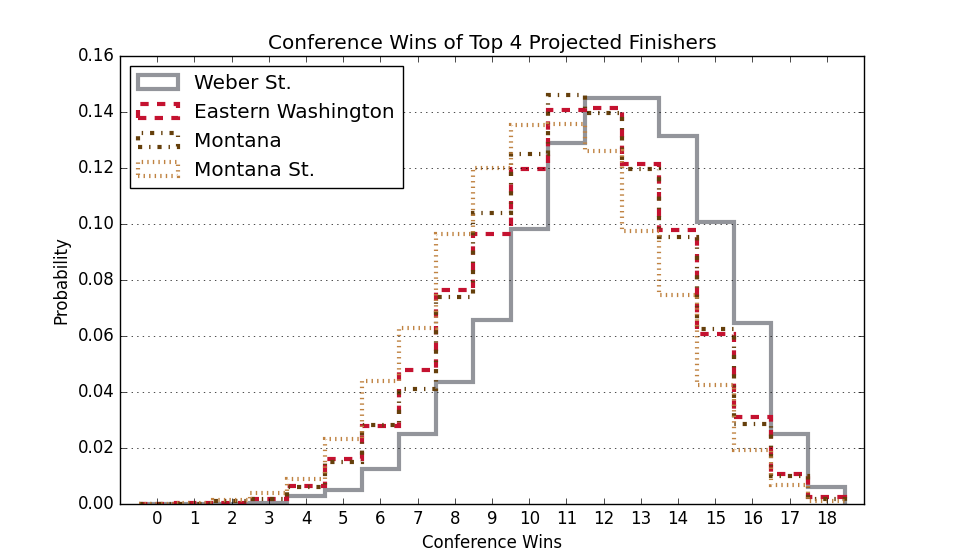 Conference Wins of Top 4 Projected Finishers
Weber St.
Eastern Washington
Montana
Montana St.
0.16
0.14
0.12
0.10
0.08
0.06
0.04
0.02
0.00
Probability
0 1 2 3 4 5 6 7 8 9 10 11 12 13 14 15 16 17 18
Conference Wins